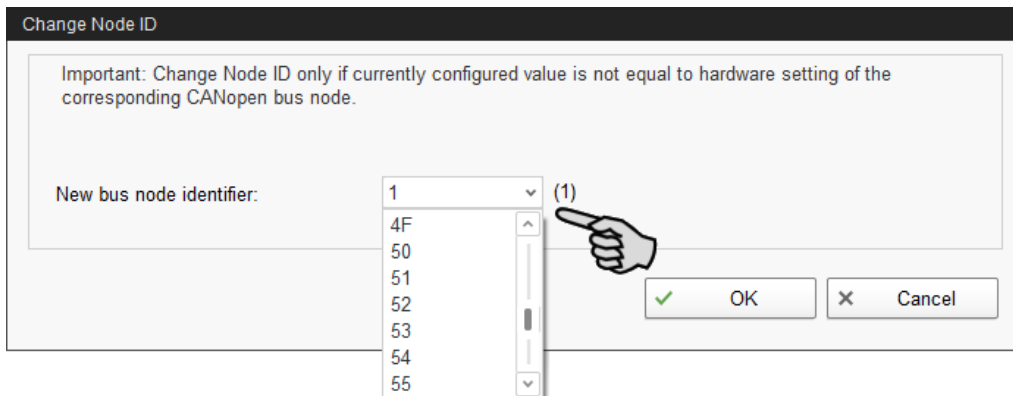 Change Node ID
Important: Change Node ID only if currently configured value is not equal to hardware setting of the
corresponding CANopen bus node.
New bus node identifier: 1 (1)
4F
50
51
52
53
54
55
OK Cancel